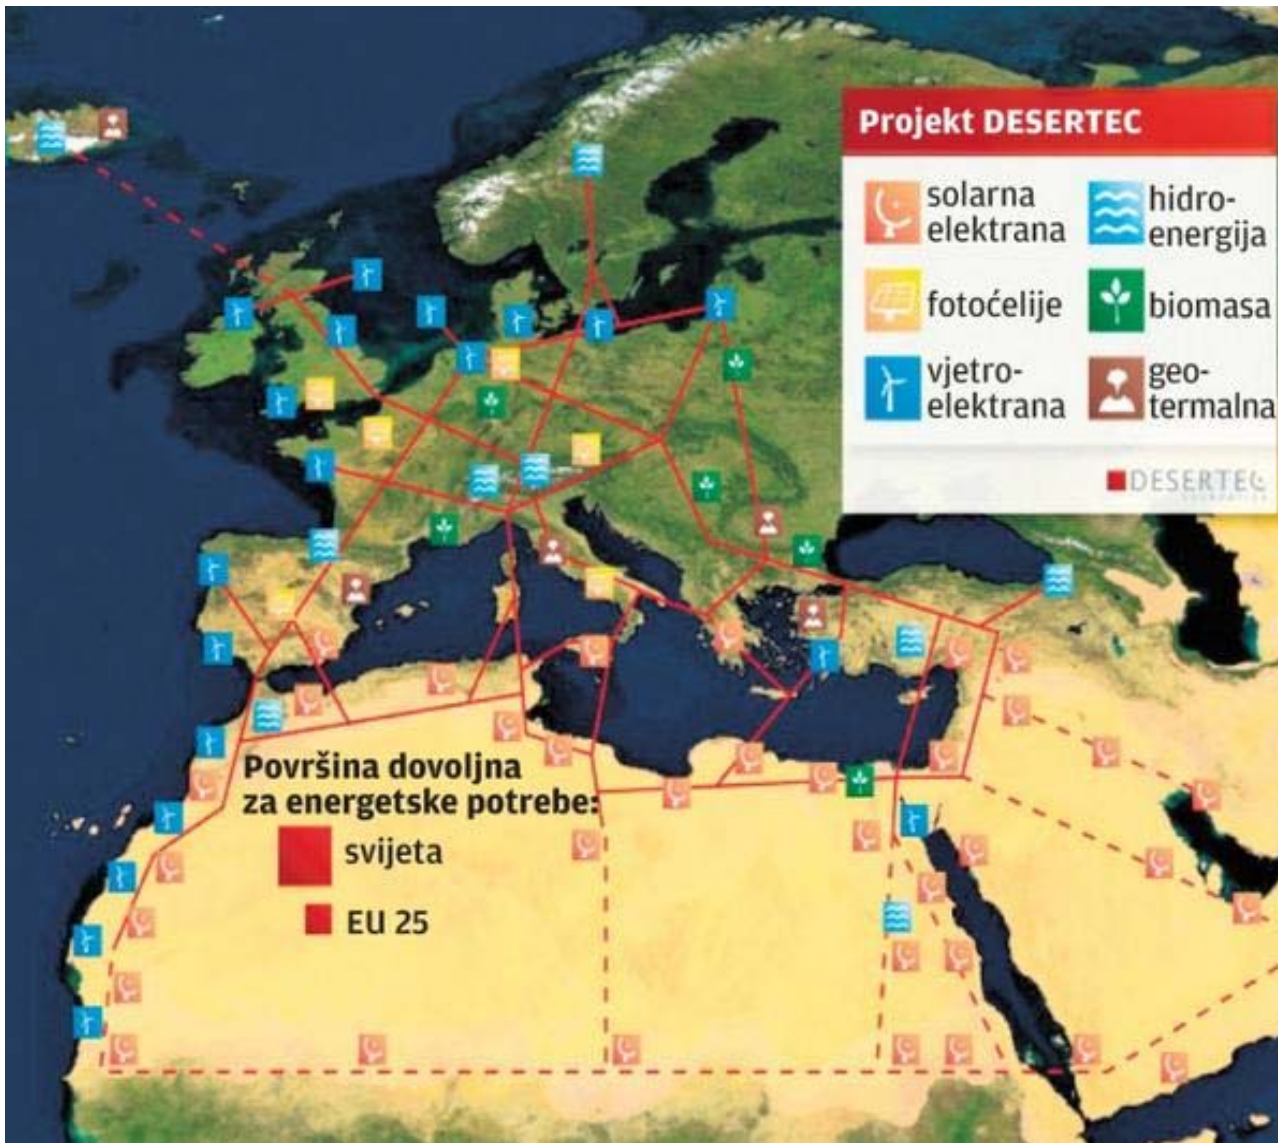 Projekt DESERTEC
solarna
elektrana
hidro-
energija
fotoćelije
biomasa
vjetro-
elektrana
geo-
termalna
DESERTEC
Površina dovoljna
za energetske potrebe:
svijeta
EU 25